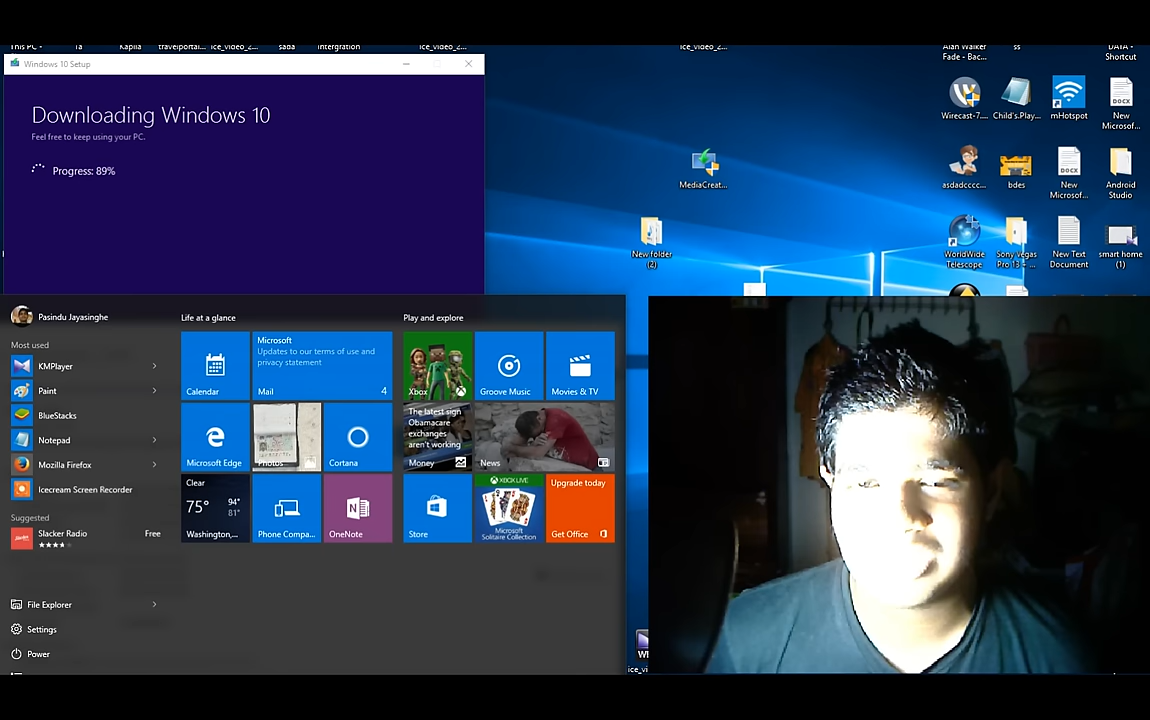 This PC -
Kapila
travelportal...
ice_video_2...
sada
Intergration
ice_video_2...
ice_video_2...
Alan Walker
Fade - Bac...
ss
DATA -
Shortcut
Windows 10 Setup
Downloading Windows 10
Feel free to keep using your PC.
Progress: 89%
Wirecast-7....
Child's.Play...
mHotspot
New
Microsof...
MediaCreat...
asdadcccc...
bdes
New
Microsof...
Android
Studio
New folder
(2)
WorldWide
Telescope
Sony Vegas
Pro 13 - ...
New Text
Document
smart home
(1)
Pasindu Jayasinghe
Most used
KMPlayer
Paint
BlueStacks
Notepad
Mozilla Firefox
Icecream Screen Recorder
Suggested
Slacker Radio
Free
File Explorer
Settings
Power
Life at a glance
Calendar
Microsoft
Updates to our terms of use and
privacy statement
Mail
4
Microsoft Edge
Photos
Cortana
Clear
75°
94°
81°
Washington,...
Phone Compa...
OneNote
Play and explore
Xbox
Groove Music
Movies & TV
The latest sign
Obamacare
exchanges
aren't working
Money
News
Store
XBOX LIVE
Microsoft
Solitaire Collection
Upgrade today
Get Office
ice_vi